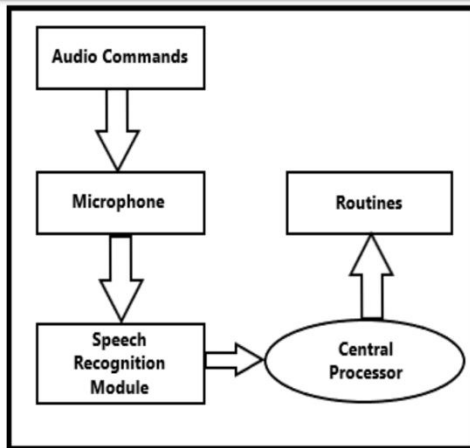 Audio Commands
Microphone
Routines
Speech
Recognition
Module
Central
Processor